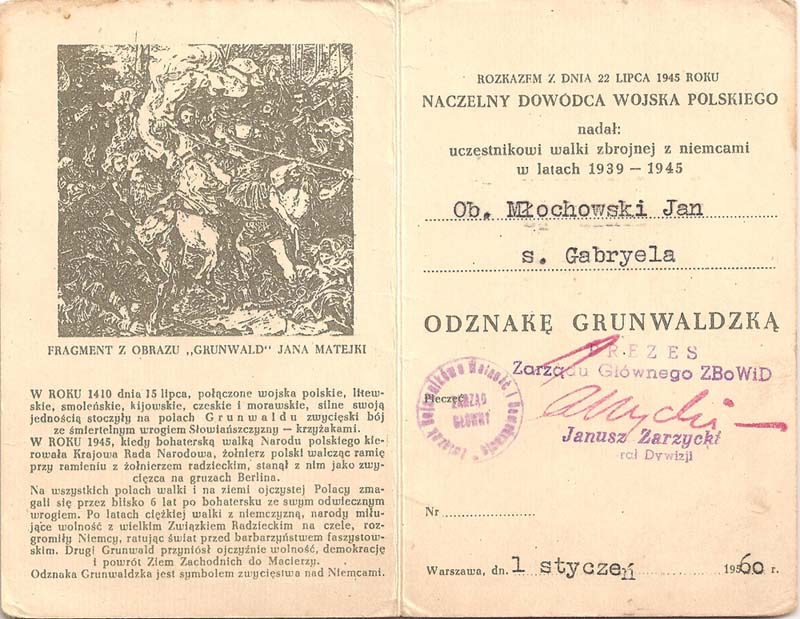 FRAGMENT Z OBRAZU „GRUNWALD" JANA MATEJKI
W ROKU 1410 dnia 15 lipca, połączone wojska polskie, litew-
skie, smoleńskie, kijowskie, czeskie i morawskie, silne swoją
jednością stoczyły na polach Grunwaldu zwycięski bój
ze śmiertelnym wrogiem Słowiańszczyzny — krzyżakami.
W ROKU 1945, kiedy bohaterską walką Narodu polskiego kie-
rowała Krajowa Rada Narodowa, żołnierz polski walcząc ramię
przy ramieniu z żołnierzem radzieckim, stanął z nim jako zwy-
cięzca na gruzach Berlina.
Na wszystkich polach walki i na ziemi ojczystej Polacy zma-
gali się przez blisko 6 lat po bohatersku ze swym odwiecznym
wrogiem. Po latach ciężkiej walki z niemczyzną, narody miłu-
jące wolność z wielkim Związkiem Radzieckim na czele, roz-
gromiły Niemcy, ratując świat przed barbarzyństwem faszystow-
skim. Drugi Grunwald przyniósł ojczyźnie wolność, demokrację
i powrót Ziem Zachodnich do Macierzy.
Odznaka Grunwaldzka jest symbolem zwycięstwa nad Niemcami.
ROZKAZEM Z DNIA 22 LIPCA 1945 ROKU
NACZELNY DOWÓDCA WOJSKA POLSKIEGO
nadał:
uczęstnikowi walki zbrojnej z niemcami
w latach 1939 — 1945
Ob. Młochowski Jan
s. Gabryela
ODZNAKĘ GRUNWALDZKĄ
PREZES
Zarządu Głównego ZBoWiD
Pieczęć
ZARZĄD
GŁÓWNY
Janusz Zarzycki
Dywizji
Nr
Warszawa, dn. 1 styczeń 1960 r.